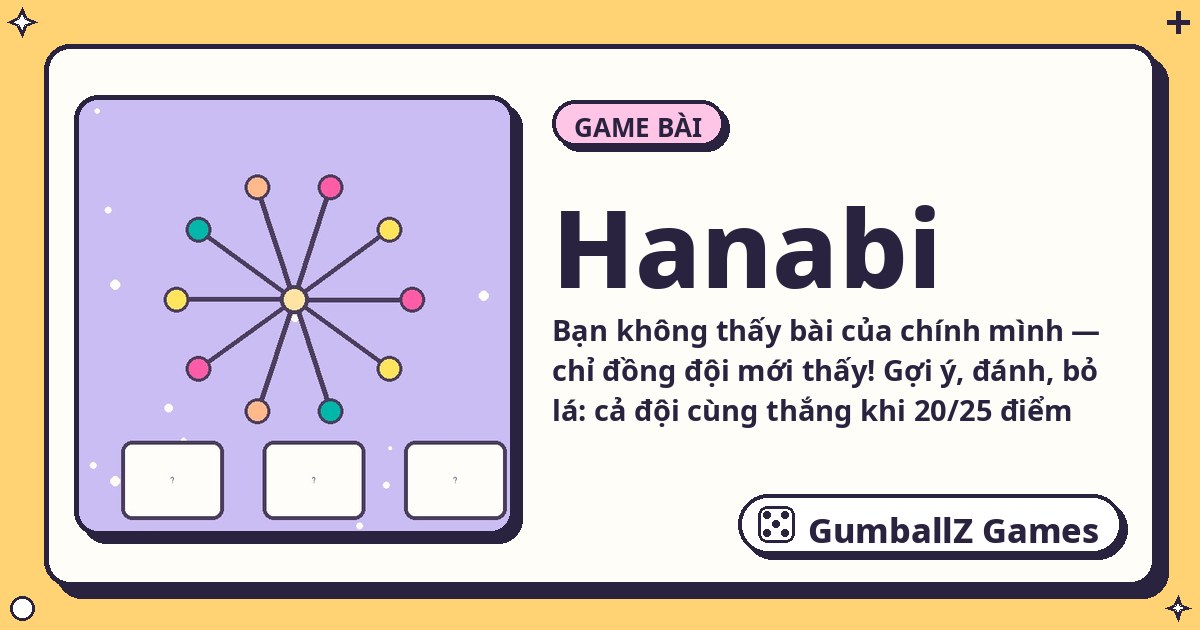 GAME BÀI
Hanabi
Bạn không thấy bài của chính mình —
chỉ đồng đội mới thấy! Gợi ý, đánh, bỏ
lá: cả đội cùng thắng khi 20/25 điểm
? ? ?
GumballZ Games